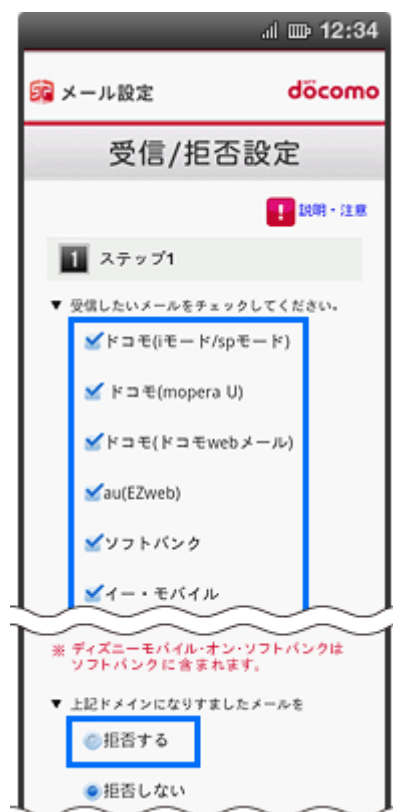 12:34
メール設定
döcomo
受信/拒否設定
! 説明・注意
1 ステップ1
▼ 受信したいメールをチェックしてください。
ドコモ(iモード/spモード)
ドコモ(mopera U)
ドコモ(ドコモwebメール)
au(EZweb)
ソフトバンク
イー・モバイル
※ ディズニーモバイル・オン・ソフトバンクは
ソフトバンクに含まれます。
▼ 上記ドメインになりすましたメールを
拒否する
拒否しない